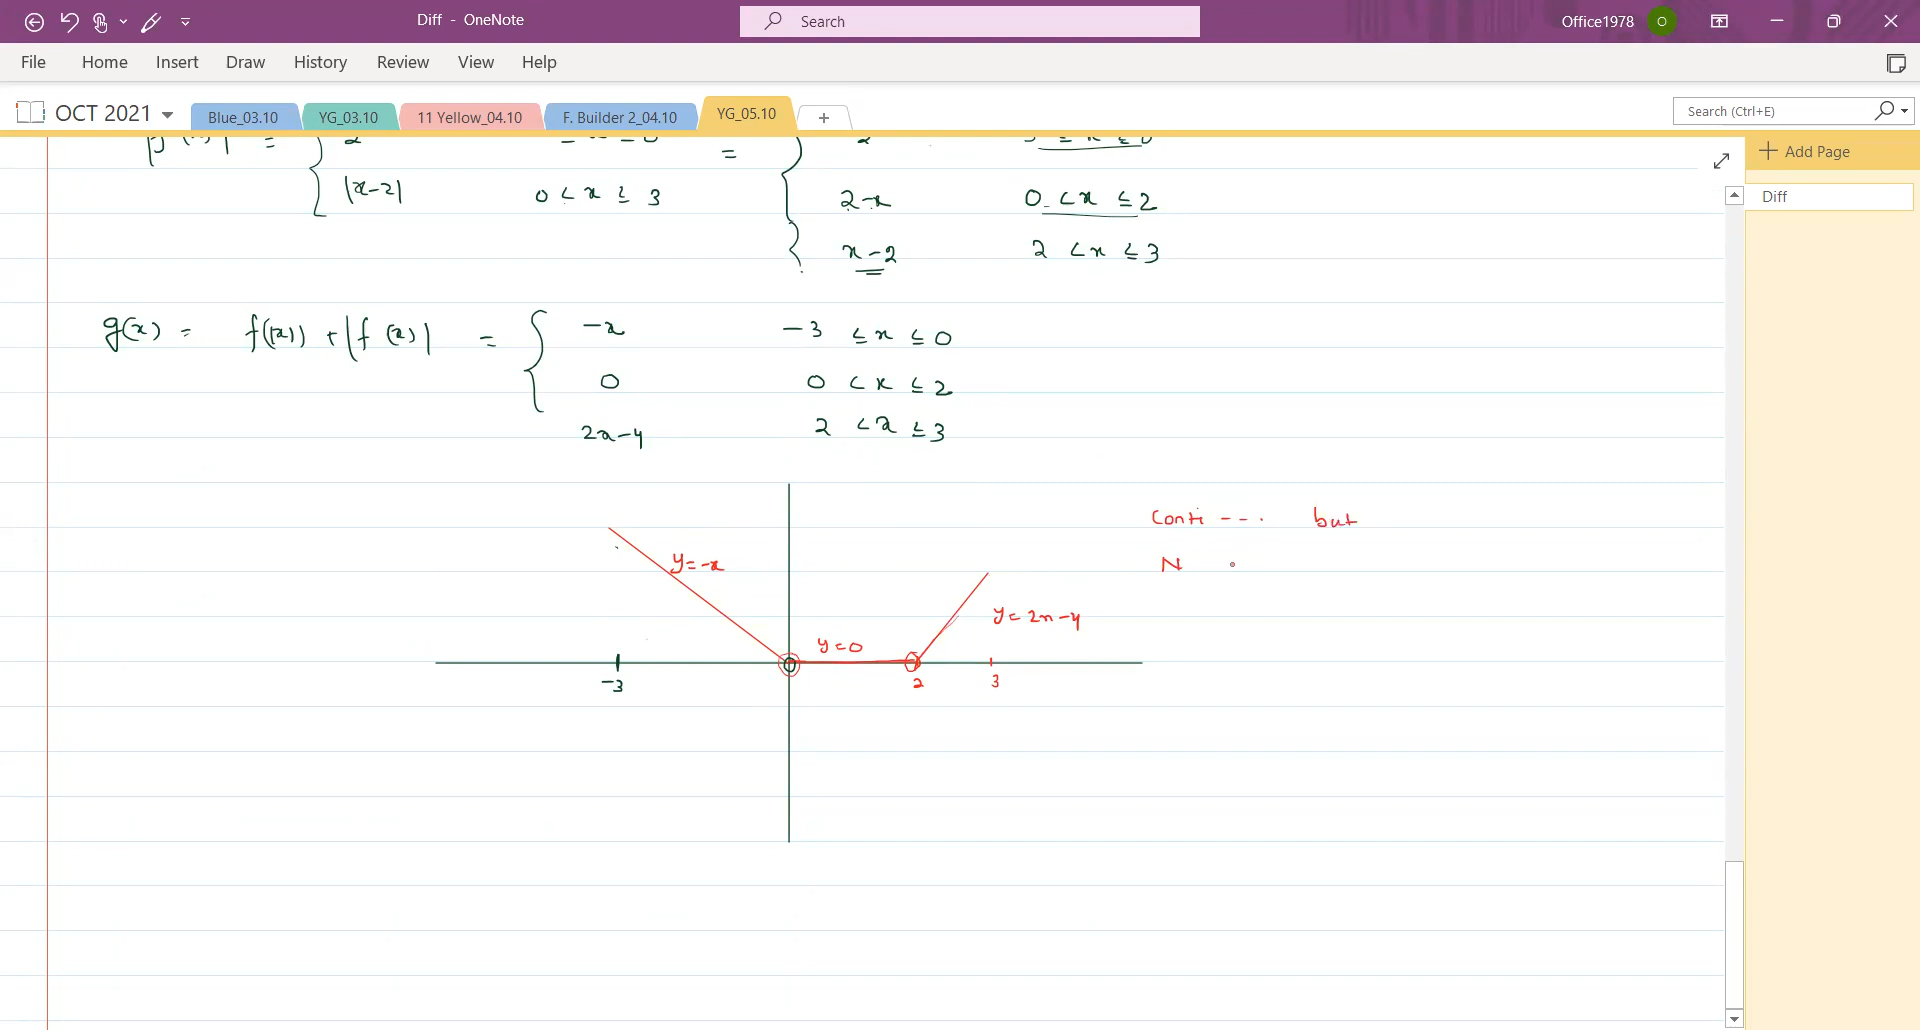 Diff - OneNote
Search
Office1978
O
File Home Insert Draw History Review View Help
OCT 2021
Blue_03.10
YG_03.10
11 Yellow_04.10
F. Builder 2_04.10
YG_05.10
Search (Ctrl+E)
Add Page
Diff
|x-2| 0 < x ≤ 3
2-x 0 < x ≤ 2
x-2 2 < x ≤ 3
g(x) = f(|x|) + |f(x)| = { -x -3 ≤ x ≤ 0
0 0 < x ≤ 2
2x-4 2 < x ≤ 3
Conti ---. but
N
y=-x
y=2x-4
y=0
-3 0 2 3